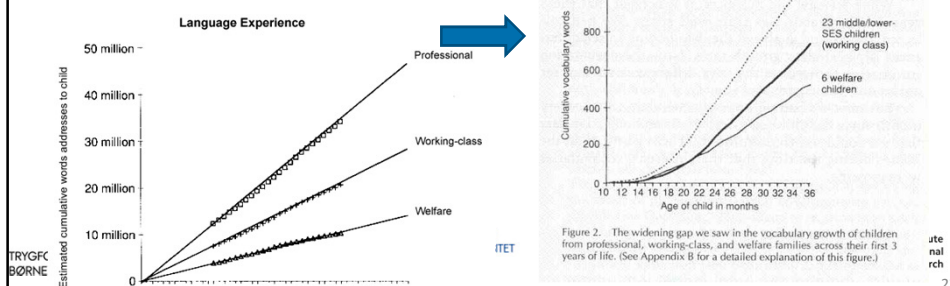 Language Experience
50 million
40 million
30 million
20 million
10 million
0
Estimated cumulative words addresses to child
Professional
Working-class
Welfare
TRYGFC
BØRNE
ITET
800
600
400
200
0
Cumulative vocabulary words
10 12 14 16 18 20 22 24 26 28 30 32 34 36
Age of child in months
23 middle/lower-
SES children
(working class)
6 welfare
children
Figure 2. The widening gap we saw in the vocabulary growth of children
from professional, working-class, and welfare families across their first 3
years of life. (See Appendix B for a detailed explanation of this figure.)
ute
nal
rch
2